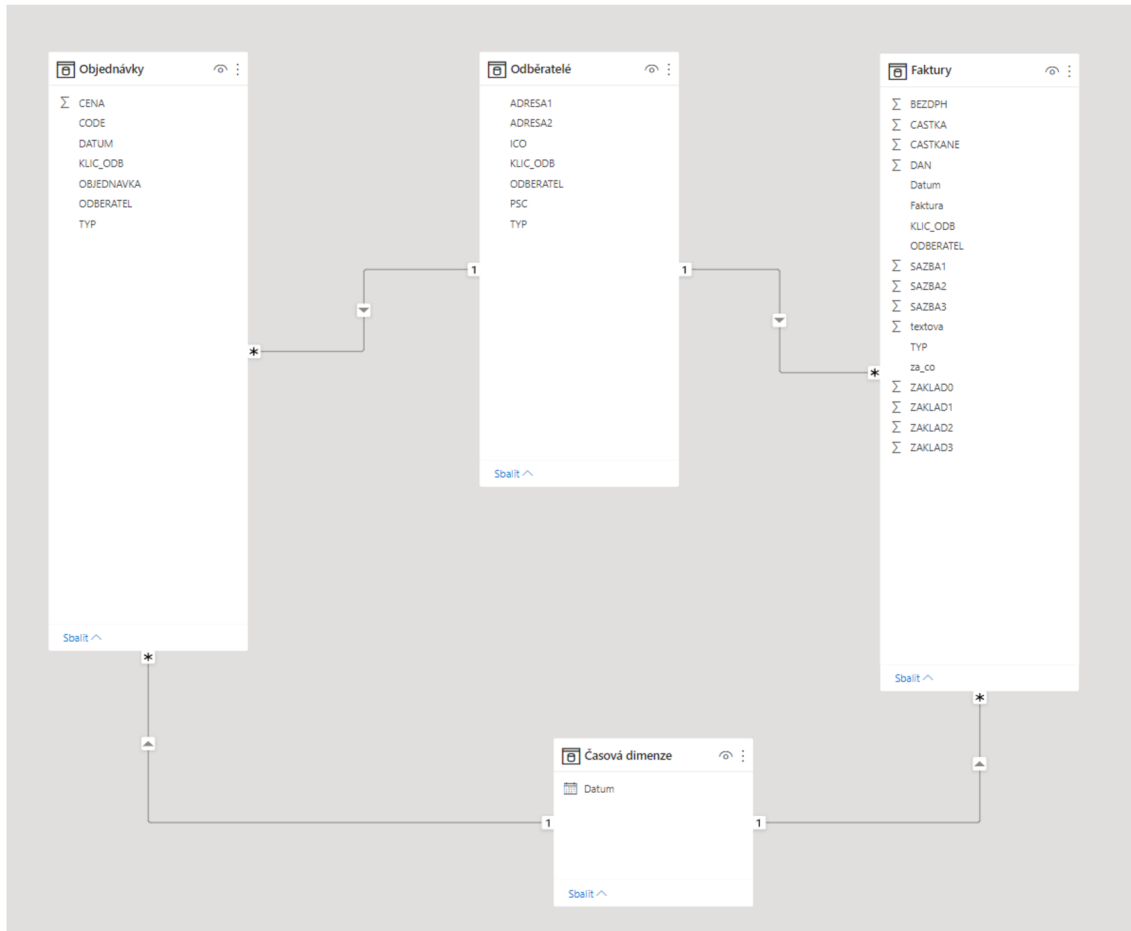 Objednávky
Σ CENA
CODE
DATUM
KLIC_ODB
OBJEDNAVKA
ODBERATEL
TYP
Sbalit
Odběratelé
ADRESA1
ADRESA2
ICO
KLIC_ODB
ODBERATEL
PSC
TYP
Sbalit
Faktury
Σ BEZDPH
Σ CASTKA
Σ CASTKANE
Σ DAN
Datum
Faktura
KLIC_ODB
ODBERATEL
Σ SAZBA1
Σ SAZBA2
Σ SAZBA3
Σ textova
TYP
za_co
Σ ZAKLAD0
Σ ZAKLAD1
Σ ZAKLAD2
Σ ZAKLAD3
Sbalit
1
*
1
*
*
*
Časová dimenze
Datum
1
1
Sbalit